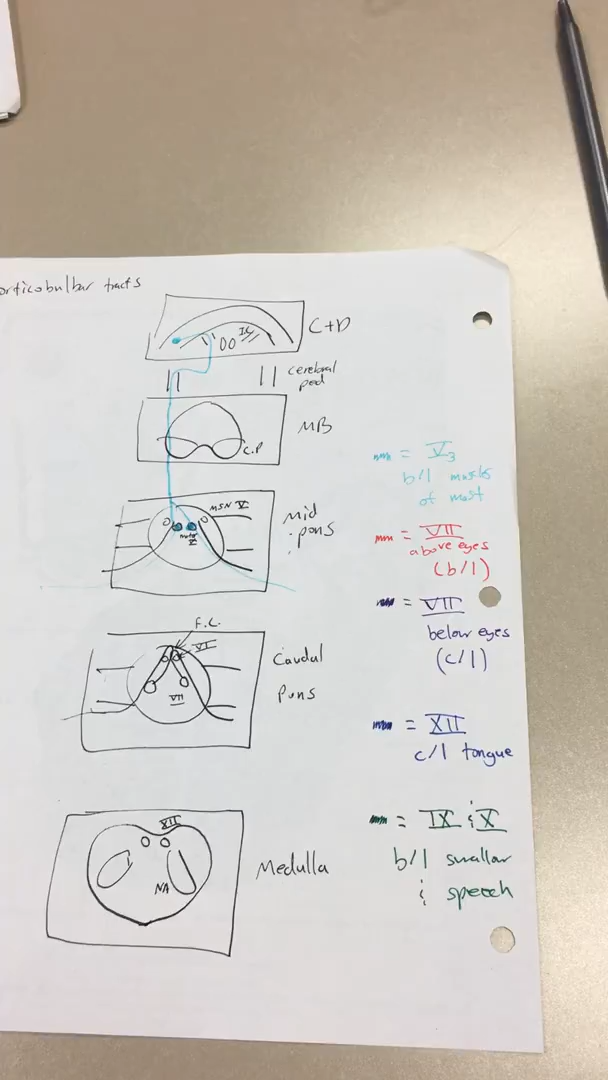 orticobulbar tracts
IC
C+D
cerebral
ped
MB
C.P
MSN V
motor
V
Mid
pons
F.C.
VI
VII
Caudal
pons
XII
NA
Medulla
= V3
b/l muscles
of mast
= VII
above eyes
(b/l)
= VII
below eyes
(c/l)
= XII
c/l tongue
= IX & X
b/l swallow
& speech